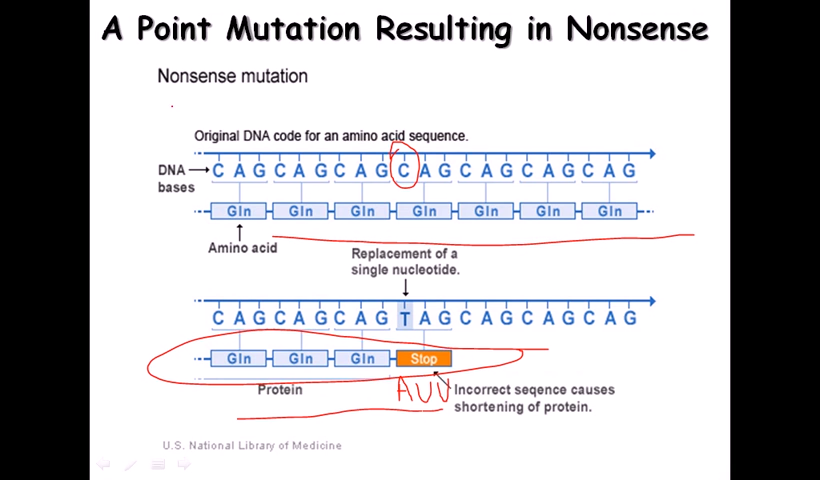 A Point Mutation Resulting in Nonsense
Nonsense mutation
Original DNA code for an amino acid sequence.
DNA bases
C A G C A G C A G C A G C A G C A G C A G
Gln Gln Gln Gln Gln Gln Gln
Amino acid
Replacement of a
single nucleotide.
C A G C A G C A G T A G C A G C A G C A G
Gln Gln Gln Stop
Protein
AUU
Incorrect seqence causes
shortening of protein.
U.S. National Library of Medicine